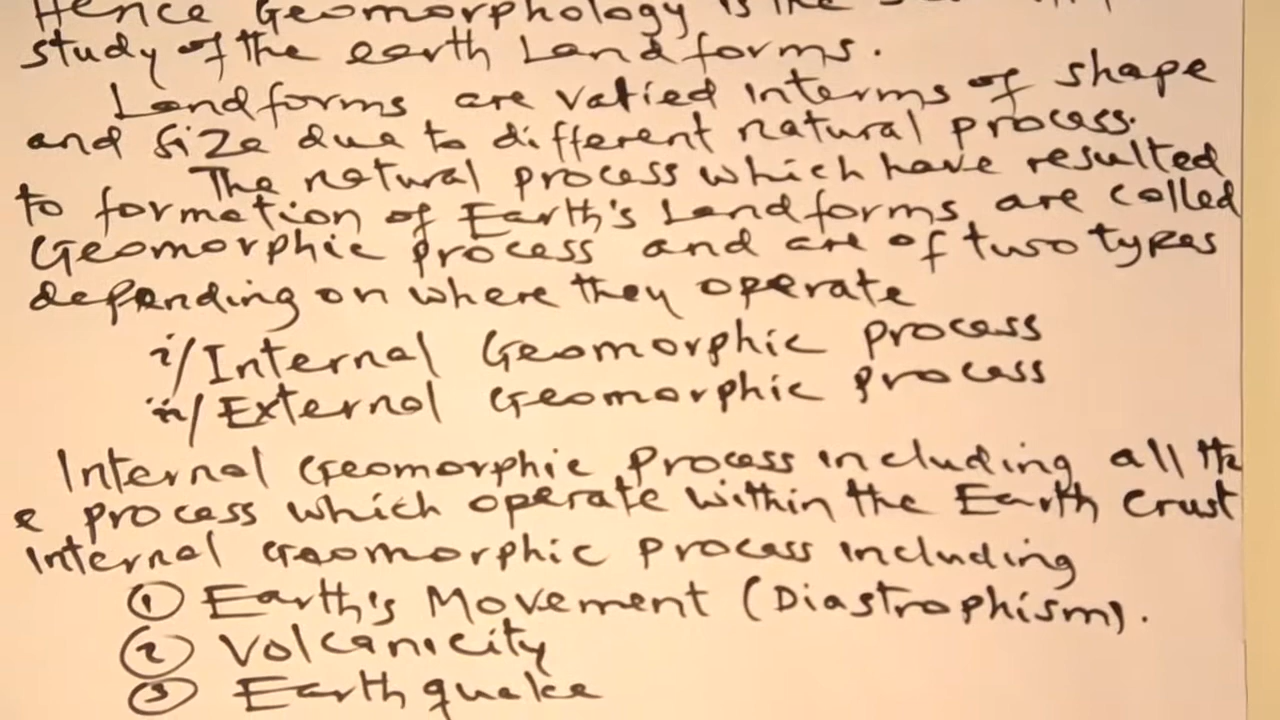 Hence Geomorphology is the
study of the earth Landforms.
Landforms are varied interms of shape
and size due to different natural process.
The natural process which have resulted
to formation of Earth's Landforms are called
Geomorphic process and are of two types
depending on where they operate
i/ Internal Geomorphic process
ii/ External Geomorphic process
Internal Geomorphic Process including all th
e process which operate within the Earth Crust
Internal Geomorphic process including
① Earth's Movement (Diastrophism).
② Volcanicity
③ Earthquake